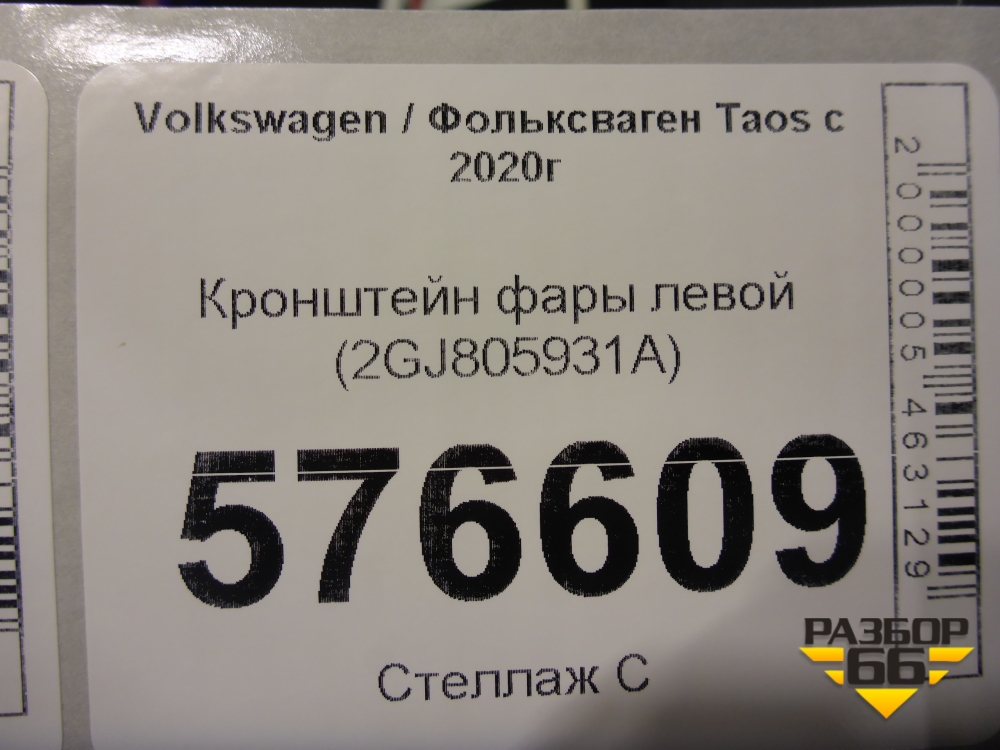 Volkswagen / Фольксваген Taos с
2020г
Кронштейн фары левой
(2GJ805931A)
576609
Стеллаж С
2000005463129
РАЗБОР
66